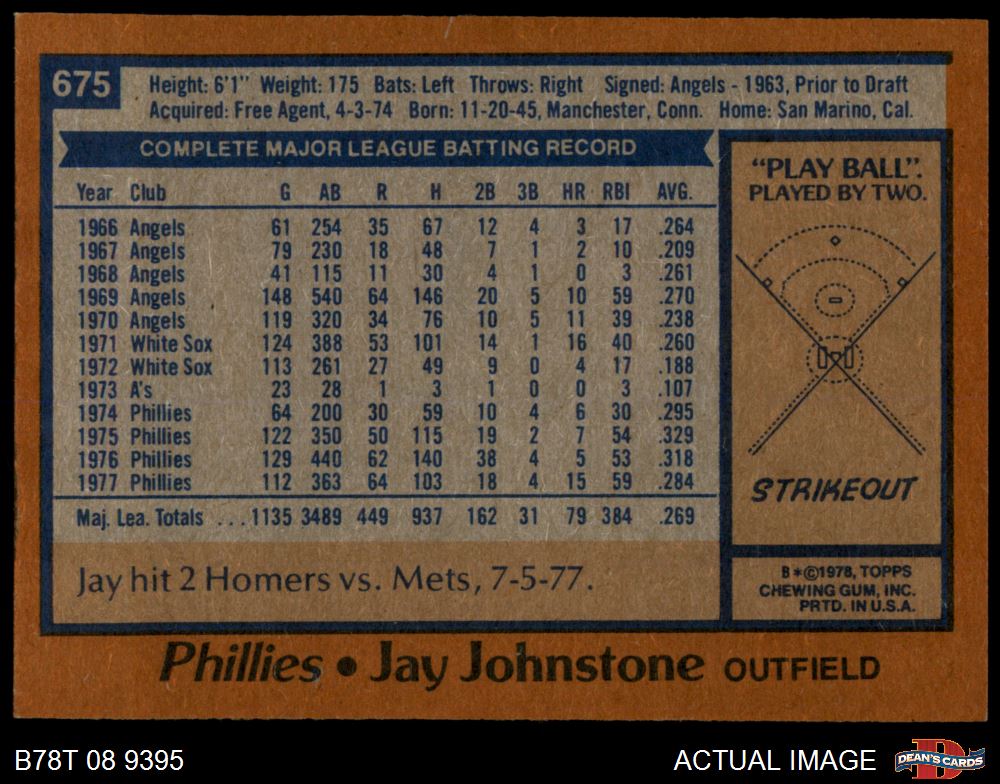 675
Height: 6'1" Weight: 175 Bats: Left Throws: Right Signed: Angels - 1963, Prior to Draft
Acquired: Free Agent, 4-3-74 Born: 11-20-45, Manchester, Conn. Home: San Marino, Cal.
COMPLETE MAJOR LEAGUE BATTING RECORD
Year Club G AB R H 2B 3B HR RBI AVG.
1966 Angels 61 254 35 67 12 4 3 17 .264
1967 Angels 79 230 18 48 7 1 2 10 .209
1968 Angels 41 115 11 30 4 1 0 3 .261
1969 Angels 148 540 64 146 20 5 10 59 .270
1970 Angels 119 320 34 76 10 5 11 39 .238
1971 White Sox 124 388 53 101 14 1 16 40 .260
1972 White Sox 113 261 27 49 9 0 4 17 .188
1973 A's 23 28 1 3 1 0 0 3 .107
1974 Phillies 64 200 30 59 10 4 6 30 .295
1975 Phillies 122 350 50 115 19 2 7 54 .329
1976 Phillies 129 440 62 140 38 4 5 53 .318
1977 Phillies 112 363 64 103 18 4 15 59 .284
Maj. Lea. Totals ... 1135 3489 449 937 162 31 79 384 .269
Jay hit 2 Homers vs. Mets, 7-5-77.
"PLAY BALL".
PLAYED BY TWO.
STRIKEOUT
B*©1978, TOPPS
CHEWING GUM, INC.
PRTD. IN U.S.A.
Phillies • Jay Johnstone OUTFIELD
B78T 08 9395
ACTUAL IMAGE
DEAN'S CARDS